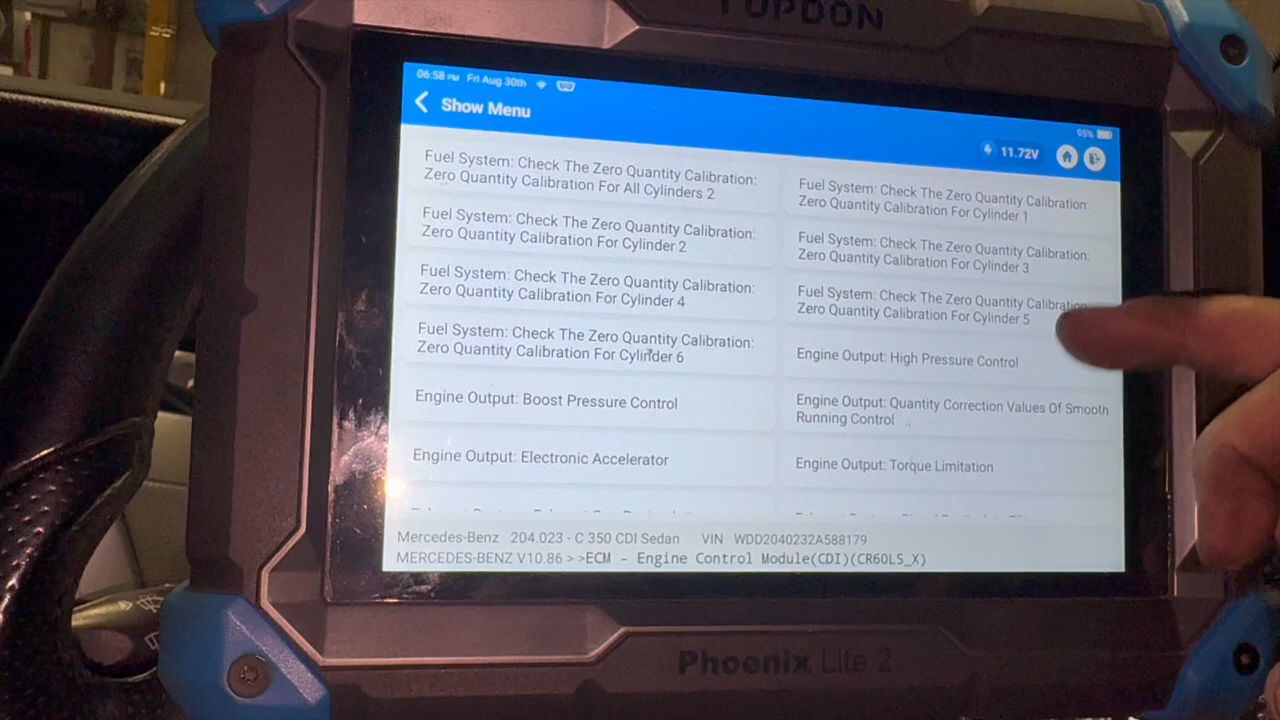 TOPDON
06:58 PM Fri Aug 30th
95%
Show Menu
11.72V
Fuel System: Check The Zero Quantity Calibration:
Zero Quantity Calibration For All Cylinders 2
Fuel System: Check The Zero Quantity Calibration:
Zero Quantity Calibration For Cylinder 1
Fuel System: Check The Zero Quantity Calibration:
Zero Quantity Calibration For Cylinder 2
Fuel System: Check The Zero Quantity Calibration:
Zero Quantity Calibration For Cylinder 3
Fuel System: Check The Zero Quantity Calibration:
Zero Quantity Calibration For Cylinder 4
Fuel System: Check The Zero Quantity Calibration:
Zero Quantity Calibration For Cylinder 5
Fuel System: Check The Zero Quantity Calibration:
Zero Quantity Calibration For Cylinder 6
Engine Output: High Pressure Control
Engine Output: Boost Pressure Control
Engine Output: Quantity Correction Values Of Smooth
Running Control
Engine Output: Electronic Accelerator
Engine Output: Torque Limitation
Mercedes-Benz 204.023 - C 350 CDI Sedan VIN WDD2040232A588179
MERCEDES-BENZ V10.86 > >ECM - Engine Control Module(CDI)(CR60LS_X)
Phoenix Lite 2